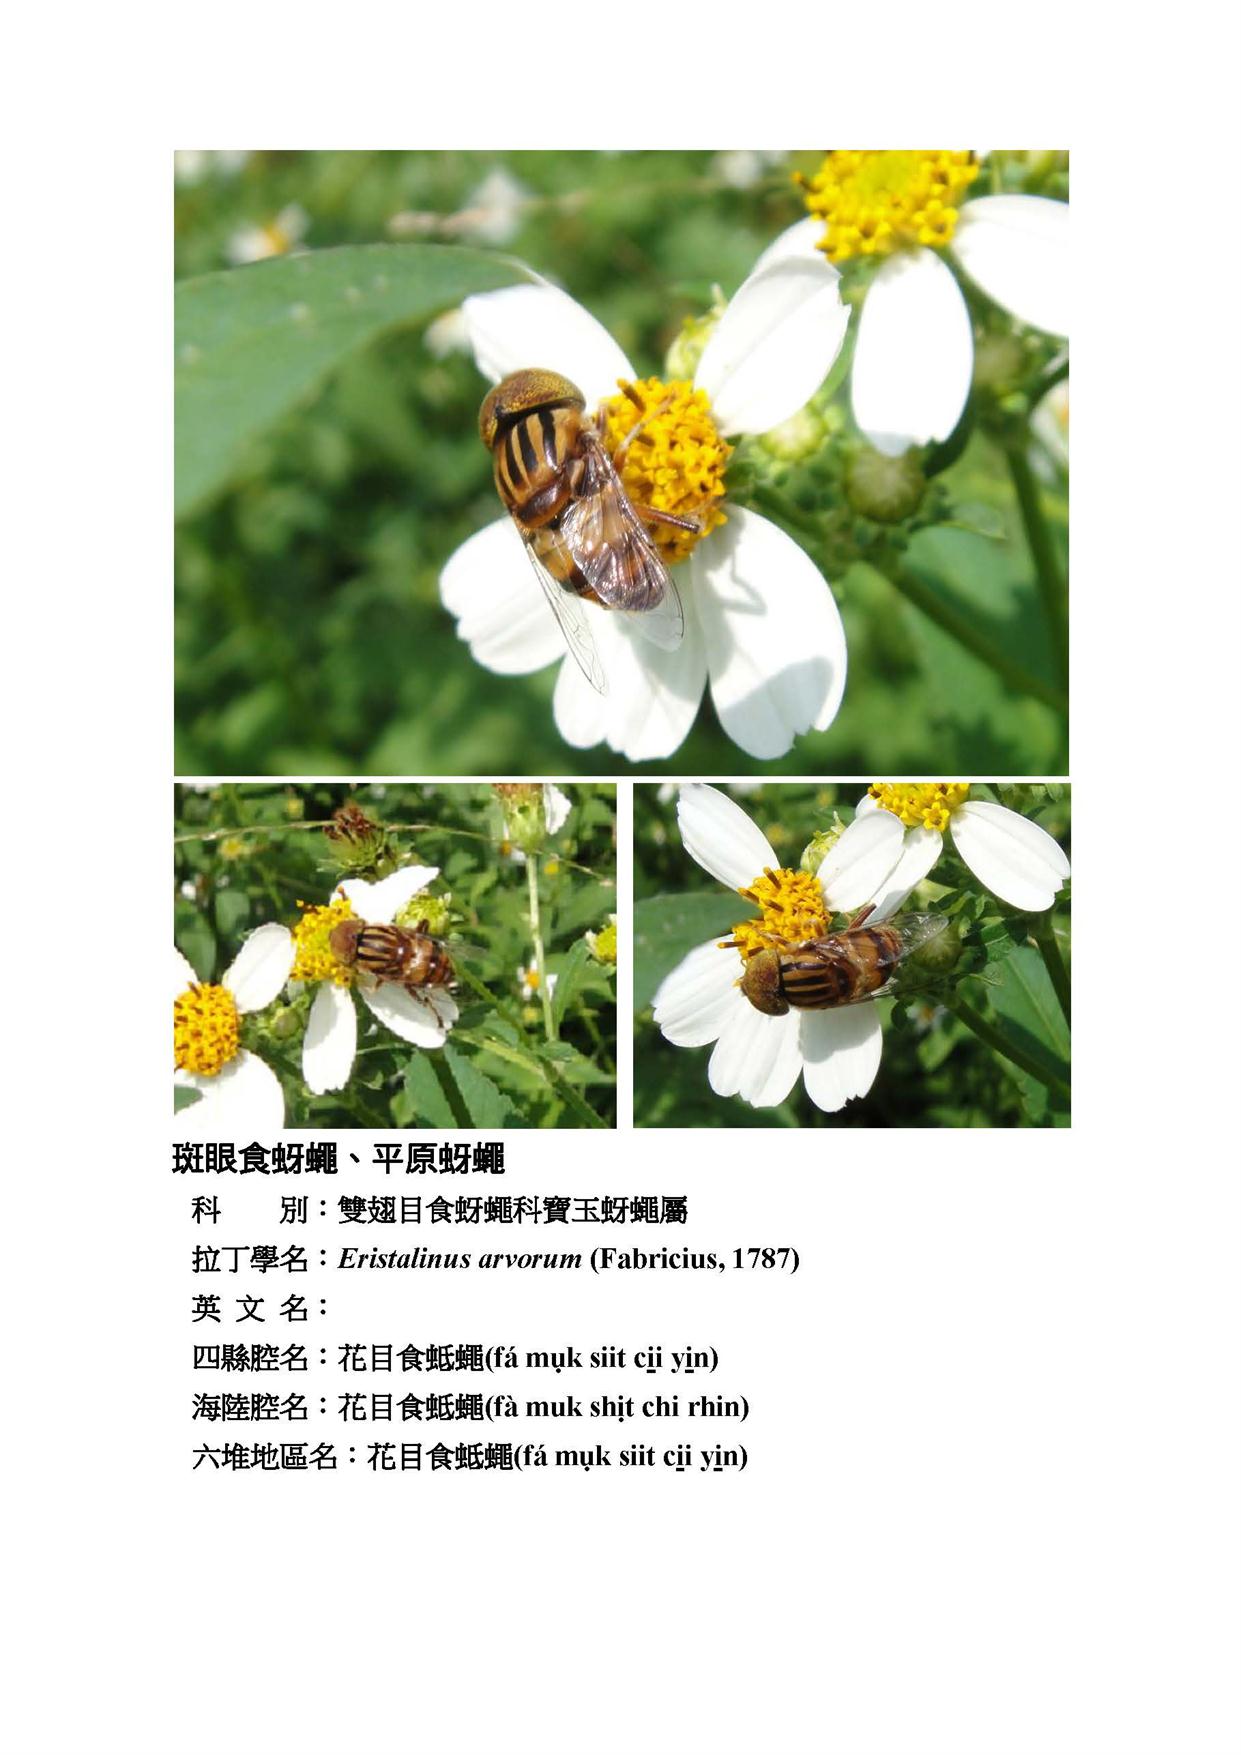 斑眼食蚜蠅、平原蚜蠅
科　　別：雙翅目食蚜蠅科寶玉蚜蠅屬
拉丁學名：Eristalinus arvorum (Fabricius, 1787)
英 文 名：
四縣腔名：花目食蚳蠅(fá mụk siit cị̱i yị̱n)
海陸腔名：花目食蚳蠅(fà muk shịt chi rhin)
六堆地區名：花目食蚳蠅(fá mụk siit cị̱i yị̱n)